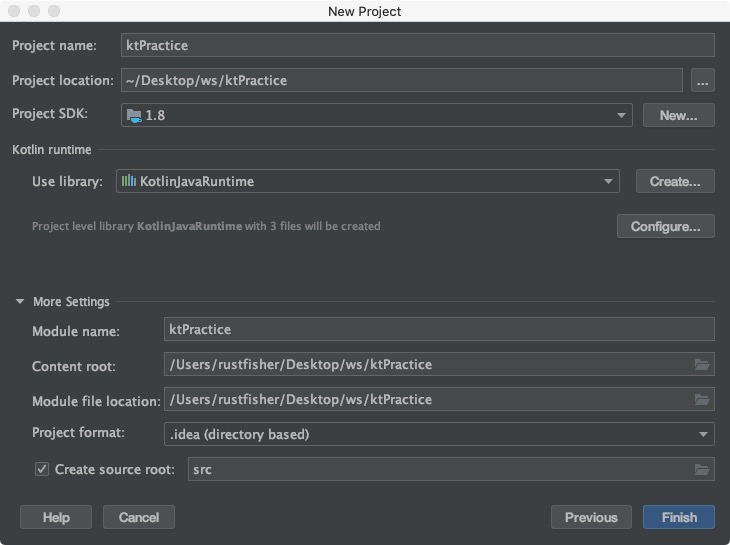 New Project
Project name: ktPractice
Project location: ~/Desktop/ws/ktPractice ...
Project SDK: 1.8 New...
Kotlin runtime
Use library: KotlinJavaRuntime Create...
Project level library KotlinJavaRuntime with 3 files will be created Configure...
More Settings
Module name: ktPractice
Content root: /Users/rustfisher/Desktop/ws/ktPractice
Module file location: /Users/rustfisher/Desktop/ws/ktPractice
Project format: .idea (directory based)
Create source root: src
Help Cancel Previous Finish